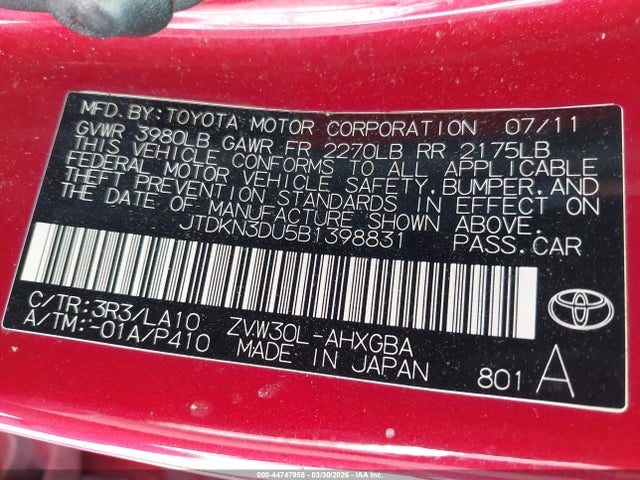 MFD.BY:TOYOTA MOTOR CORPORATION 07/11
GVWR 3980LB GAWR FR 2270LB RR 2175LB
THIS VEHICLE CONFORMS TO ALL APPLICABLE
FEDERAL MOTOR VEHICLE SAFETY,BUMPER,AND
THEFT PREVENTION STANDARDS IN EFFECT ON
THE DATE OF MANUFACTURE SHOWN ABOVE.
JTDKN3DU5B1398831 PASS.CAR
C/TR:3R3/LA10 ZVW30L-AHXGBA
A/TM:-01A/P410 MADE IN JAPAN
801 A
000-44747958 - 03/30/2026 - IAAI Corp.